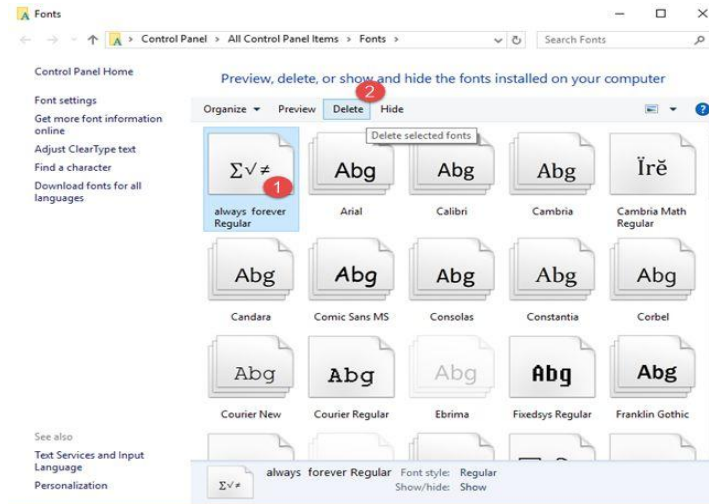 Fonts
Control Panel > All Control Panel Items > Fonts >
Search Fonts
Control Panel Home
Font settings
Get more font information
online
Adjust ClearType text
Find a character
Download fonts for all
languages
See also
Text Services and Input
Language
Personalization
Preview, delete, or show and hide the fonts installed on your computer
2
Organize Preview Delete Hide
?
Delete selected fonts
Σ√≠ Abg Abg Abg Ïrĕ
1
always forever
Regular
Arial
Calibri
Cambria
Cambria Math
Regular
Abg Abg Abg Abg Abg
Candara Comic Sans MS Consolas Constantia Corbel
Abg Abg Abg Abg Abg
Courier New Courier Regular Ebrima Fixedsys Regular Franklin Gothic
Σ√≠
always forever Regular Font style: Regular
Show/hide: Show